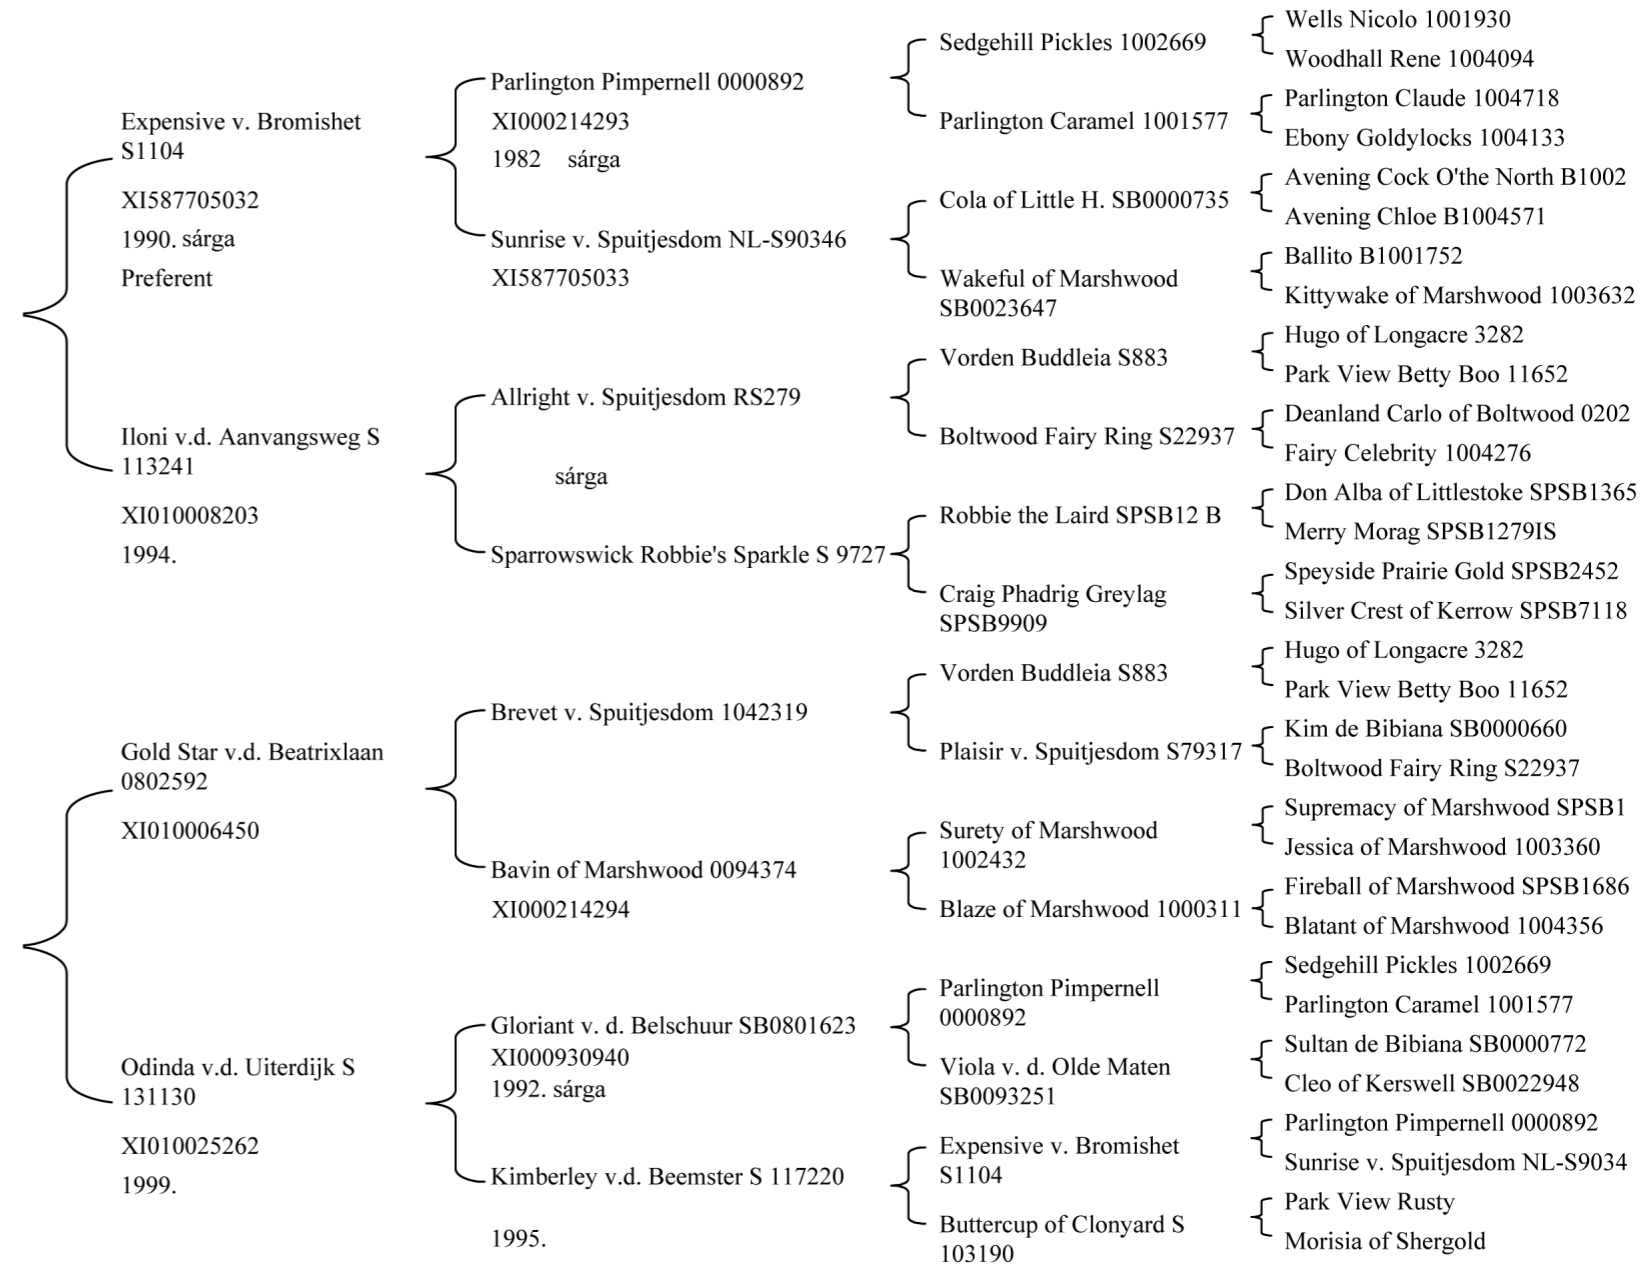 Expensive v. Bromishet
S1104
XI587705032
1990. sárga
Preferent
Iloni v.d. Aanvangsweg S
113241
XI010008203
1994.
Gold Star v.d. Beatrixlaan
0802592
XI010006450
Odinda v.d. Uiterdijk S
131130
XI010025262
1999.
Parlington Pimpernell 0000892
XI000214293
1982 sárga
Sunrise v. Spuitjesdom NL-S90346
XI587705033
Allright v. Spuitjesdom RS279
sárga
Sparrowswick Robbie's Sparkle S 9727
Brevet v. Spuitjesdom 1042319
Bavin of Marshwood 0094374
XI000214294
Gloriant v. d. Belschuur SB0801623
XI000930940
1992. sárga
Kimberley v.d. Beemster S 117220
1995.
Sedgehill Pickles 1002669
Parlington Caramel 1001577
Cola of Little H. SB0000735
Wakeful of Marshwood
SB0023647
Vorden Buddleia S883
Boltwood Fairy Ring S22937
Robbie the Laird SPSB12 B
Craig Phadrig Greylag
SPSB9909
Vorden Buddleia S883
Plaisir v. Spuitjesdom S79317
Surety of Marshwood
1002432
Blaze of Marshwood 1000311
Parlington Pimpernell
0000892
Viola v. d. Olde Maten
SB0093251
Expensive v. Bromishet
S1104
Buttercup of Clonyard S
103190
Wells Nicolo 1001930
Woodhall Rene 1004094
Parlington Claude 1004718
Ebony Goldylocks 1004133
Avening Cock O'the North B1002
Avening Chloe B1004571
Ballito B1001752
Kittywake of Marshwood 1003632
Hugo of Longacre 3282
Park View Betty Boo 11652
Deanland Carlo of Boltwood 0202
Fairy Celebrity 1004276
Don Alba of Littlestoke SPSB1365
Merry Morag SPSB1279IS
Speyside Prairie Gold SPSB2452
Silver Crest of Kerrow SPSB7118
Hugo of Longacre 3282
Park View Betty Boo 11652
Kim de Bibiana SB0000660
Boltwood Fairy Ring S22937
Supremacy of Marshwood SPSB1
Jessica of Marshwood 1003360
Fireball of Marshwood SPSB1686
Blatant of Marshwood 1004356
Sedgehill Pickles 1002669
Parlington Caramel 1001577
Sultan de Bibiana SB0000772
Cleo of Kerswell SB0022948
Parlington Pimpernell 0000892
Sunrise v. Spuitjesdom NL-S9034
Park View Rusty
Morisia of Shergold